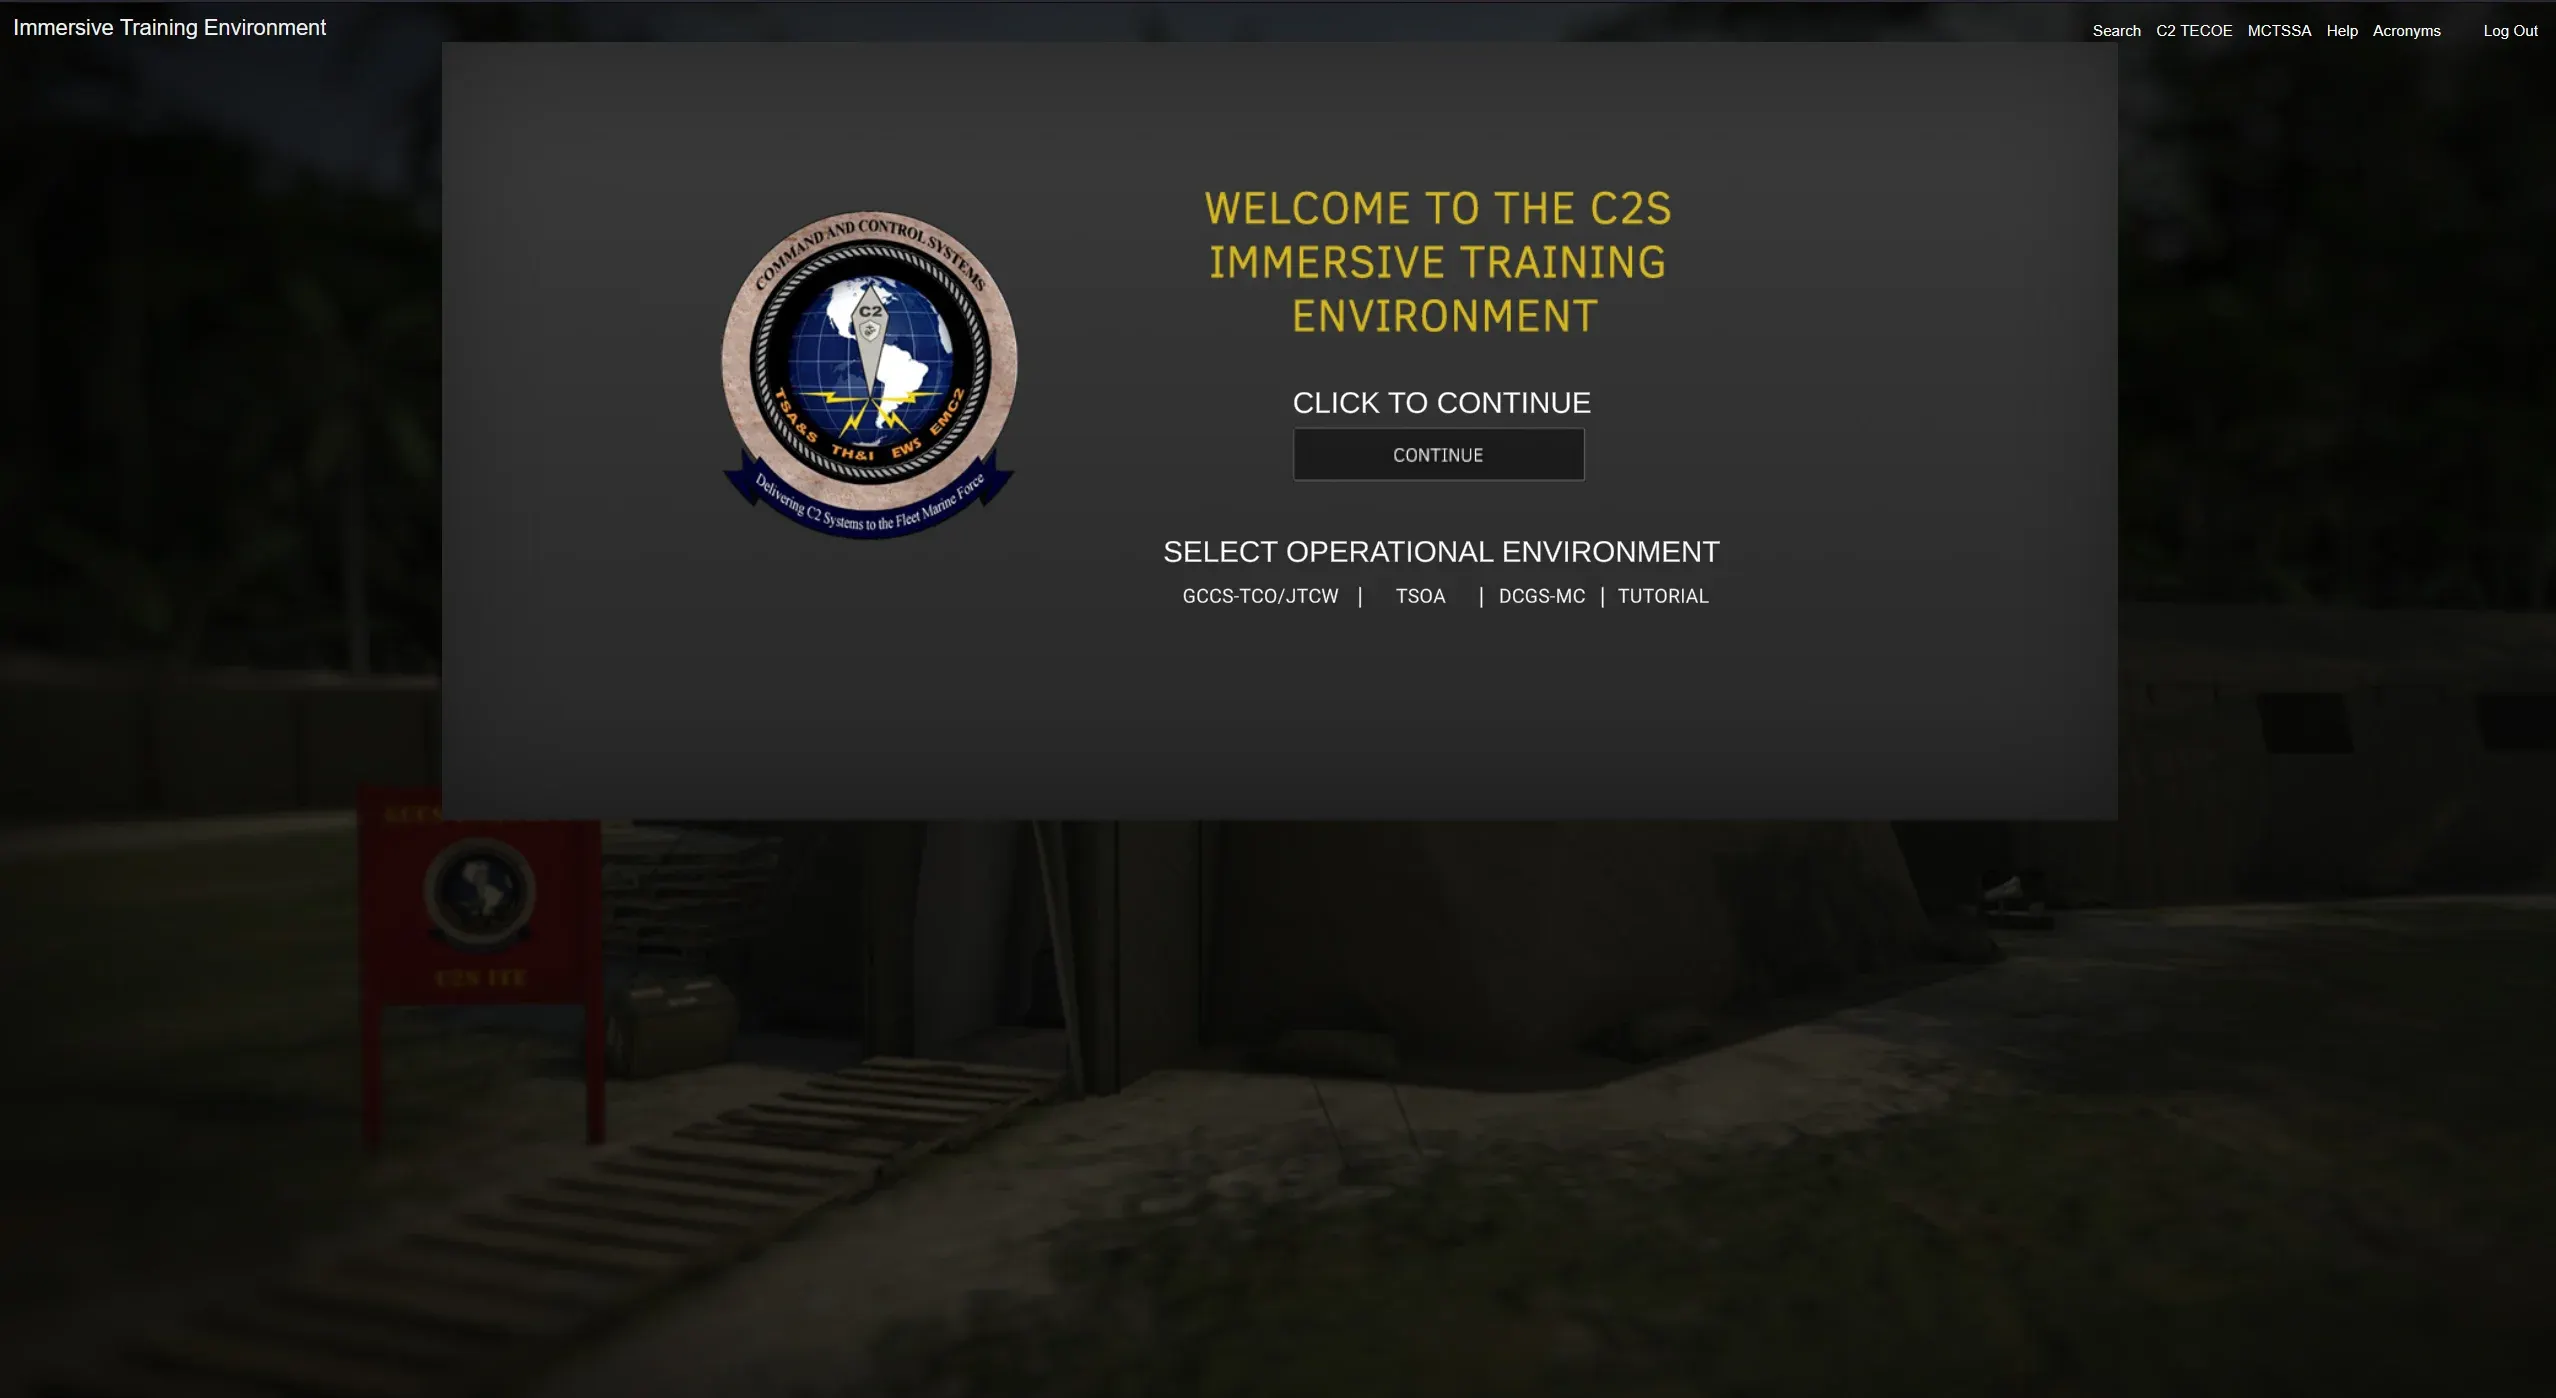 Immersive Training Environment
Search C2 TECOE MCTSSA Help Acronyms Log Out
COMMAND AND CONTROL SYSTEMS
C2
TSA&S TH&I EWS EMC2
Delivering C2 Systems to the Fleet Marine Force
WELCOME TO THE C2S
IMMERSIVE TRAINING
ENVIRONMENT
CLICK TO CONTINUE
CONTINUE
SELECT OPERATIONAL ENVIRONMENT
GCCS-TCO/JTCW | TSOA | DCGS-MC | TUTORIAL
GCCS
C2S ITE